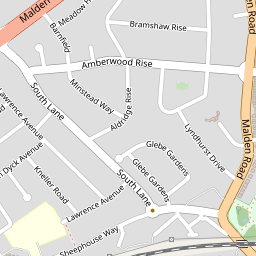 Meadow
Malden
Bramshaw Rise
Malden Road
Barnfield
Amberwood Rise
Minstead Way
South Lane
Aldridge Rise
Lawrence Avenue
Lyndhurst Drive
Malden Road
Glebe Gardens
Glebe Gardens
Dyck Avenue
Kneller Road
South Lane
Lawrence Avenue
Sheephouse Way